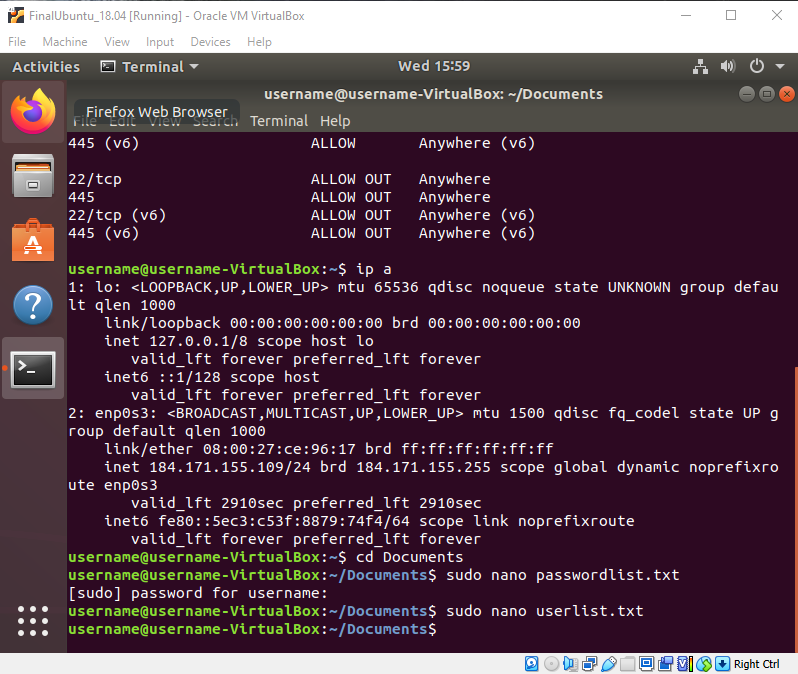 FinalUbuntu_18.04 [Running] - Oracle VM VirtualBox
File Machine View Input Devices Help
Activities Terminal Wed 15:59
username@username-VirtualBox: ~/Documents
Firefox Web Browser
File Edit View Search Terminal Help
445 (v6) ALLOW Anywhere (v6)
22/tcp ALLOW OUT Anywhere
445 ALLOW OUT Anywhere
22/tcp (v6) ALLOW OUT Anywhere (v6)
445 (v6) ALLOW OUT Anywhere (v6)
username@username-VirtualBox:~$ ip a
1: lo: <LOOPBACK,UP,LOWER_UP> mtu 65536 qdisc noqueue state UNKNOWN group defau
lt qlen 1000
link/loopback 00:00:00:00:00:00 brd 00:00:00:00:00:00
inet 127.0.0.1/8 scope host lo
valid_lft forever preferred_lft forever
inet6 ::1/128 scope host
valid_lft forever preferred_lft forever
2: enp0s3: <BROADCAST,MULTICAST,UP,LOWER_UP> mtu 1500 qdisc fq_codel state UP g
roup default qlen 1000
link/ether 08:00:27:ce:96:17 brd ff:ff:ff:ff:ff:ff
inet 184.171.155.109/24 brd 184.171.155.255 scope global dynamic noprefixro
ute enp0s3
valid_lft 2910sec preferred_lft 2910sec
inet6 fe80::5ec3:c53f:8879:74f4/64 scope link noprefixroute
valid_lft forever preferred_lft forever
username@username-VirtualBox:~$ cd Documents
username@username-VirtualBox:~/Documents$ sudo nano passwordlist.txt
[sudo] password for username:
username@username-VirtualBox:~/Documents$ sudo nano userlist.txt
username@username-VirtualBox:~/Documents$
Right Ctrl